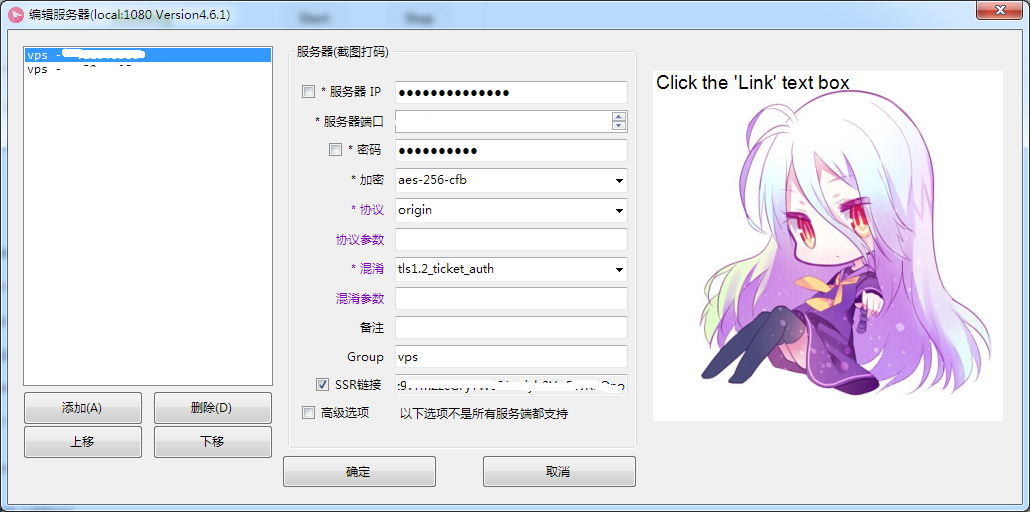 编辑服务器(local:1080 Version4.6.1)
vps -
vps -
添加(A)
删除(D)
上移
下移
服务器(截图打码)
* 服务器 IP
* 服务器端口
* 密码
* 加密
aes-256-cfb
* 协议
origin
协议参数
* 混淆
tls1.2_ticket_auth
混淆参数
备注
Group
vps
SSR链接
高级选项
以下选项不是所有服务端都支持
确定
取消
Click the 'Link' text box